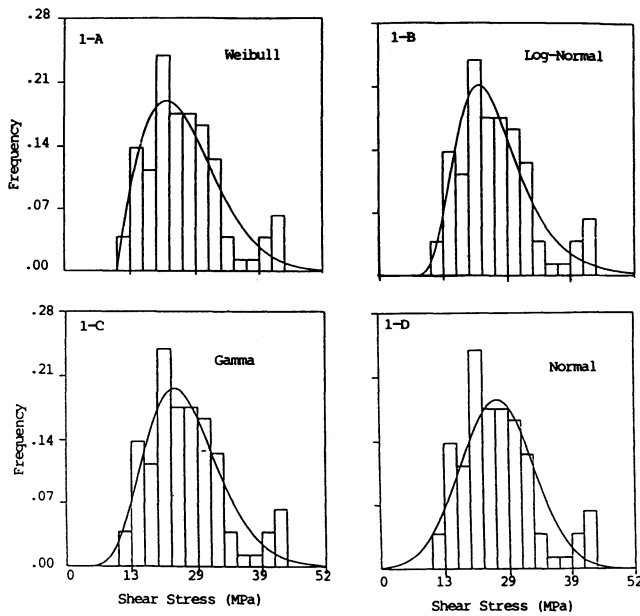 .28
1-A
Weibull
.21
.14
.07
.00
Frequency
1-B
Log-Normal
.28
1-C
Gamma
.21
.14
.07
.00
Frequency
0 13 29 39 52
Shear Stress (MPa)
1-D
Normal
0 13 29 39 52
Shear Stress (MPa)